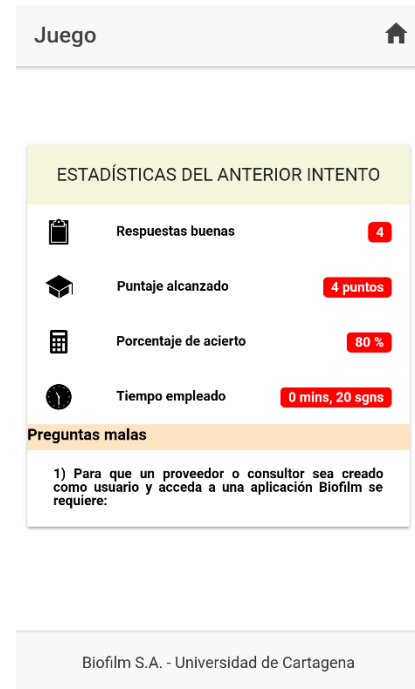 Juego
ESTADÍSTICAS DEL ANTERIOR INTENTO
Respuestas buenas 4
Puntaje alcanzado 4 puntos
Porcentaje de acierto 80 %
Tiempo empleado 0 mins, 20 sgns
Preguntas malas
1) Para que un proveedor o consultor sea creado
como usuario y acceda a una aplicación Biofilm se
requiere:
Biofilm S.A. - Universidad de Cartagena